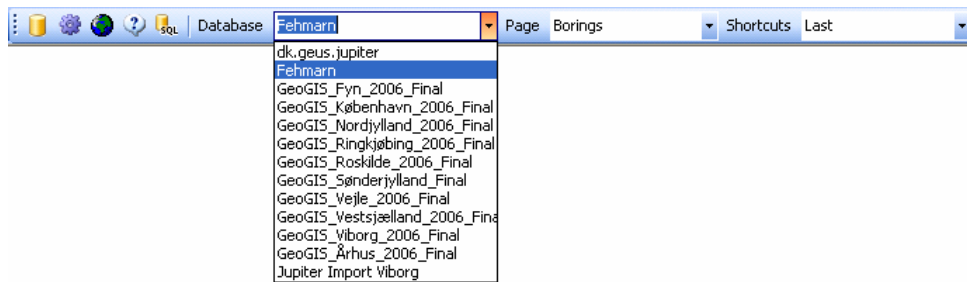 SQL Database Fehmarn Page Borings Shortcuts Last
dk.geus.jupiter
Fehmarn
GeoGIS_Fyn_2006_Final
GeoGIS_København_2006_Final
GeoGIS_Nordjylland_2006_Final
GeoGIS_Ringkjøbing_2006_Final
GeoGIS_Roskilde_2006_Final
GeoGIS_Sønderjylland_Final
GeoGIS_Vejle_2006_Final
GeoGIS_Vestsjælland_2006_Fina
GeoGIS_Viborg_2006_Final
GeoGIS_Århus_2006_Final
Jupiter Import Viborg